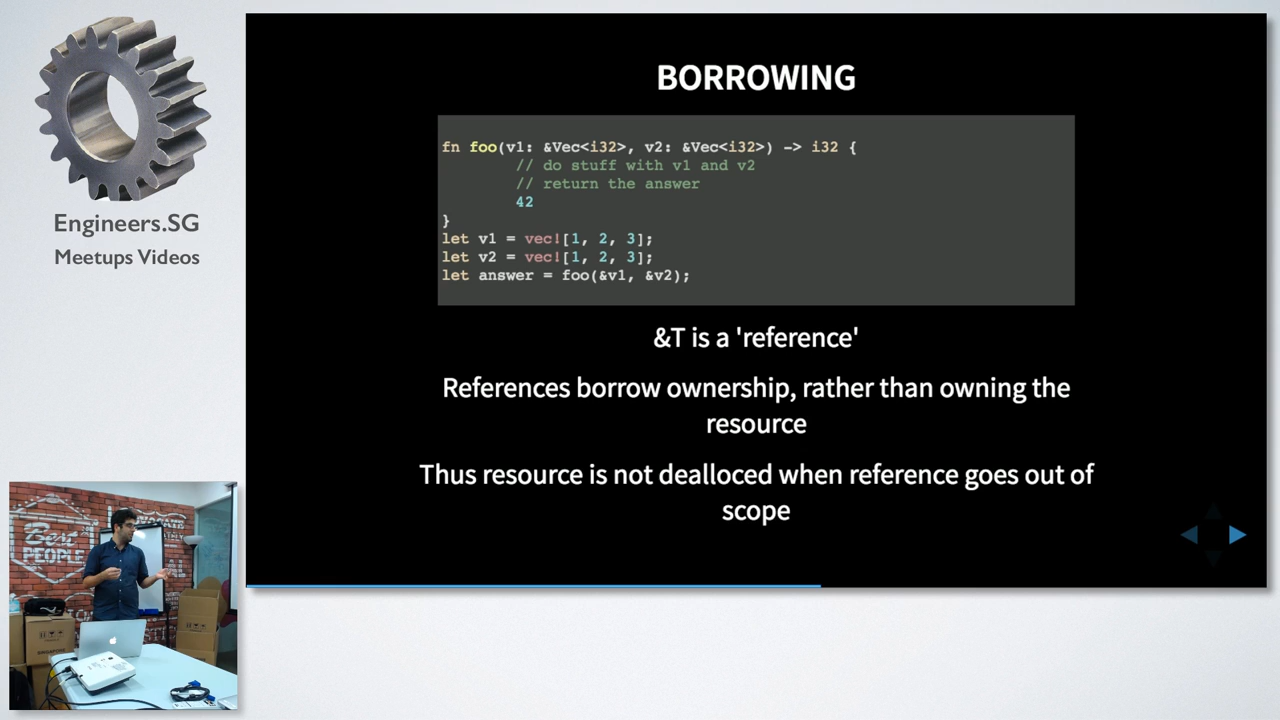 BORROWING
fn foo(v1: &Vec<i32>, v2: &Vec<i32>) -> i32 {
// do stuff with v1 and v2
// return the answer
42
}
let v1 = vec![1, 2, 3];
let v2 = vec![1, 2, 3];
let answer = foo(&v1, &v2);
&T is a 'reference'
References borrow ownership, rather than owning the
resource
Thus resource is not dealloced when reference goes out of
scope
Engineers.SG
Meetups Videos
Best
PEOPLE
SINGAPORE